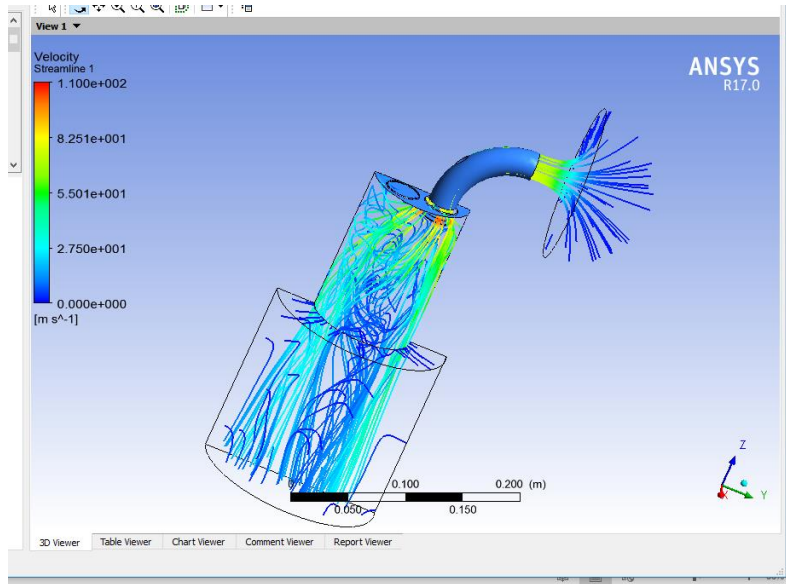 View 1
Velocity
Streamline 1
1.100e+002
8.251e+001
5.501e+001
2.750e+001
0.000e+000
[m s^-1]
ANSYS
R17.0
Z
Y
X
0.100
0.200 (m)
0.050
0.150
3D Viewer
Table Viewer
Chart Viewer
Comment Viewer
Report Viewer